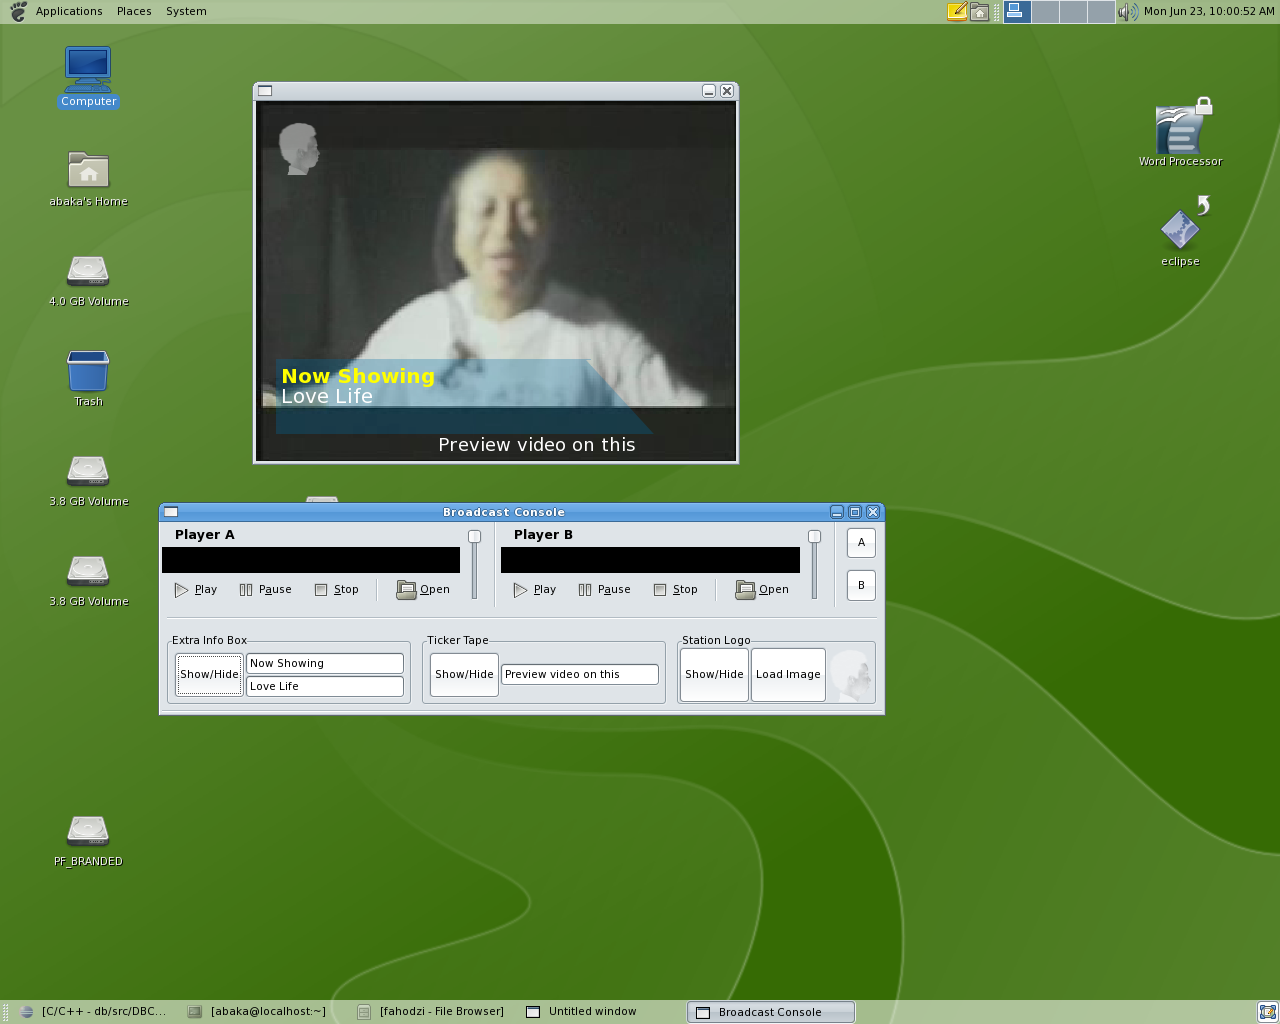 Applications Places System
Mon Jun 23, 10:00:52 AM
Computer
abaka's Home
4.0 GB Volume
Trash
3.8 GB Volume
3.8 GB Volume
PF_BRANDED
Word Processor
eclipse
Now Showing
Love Life
Preview video on this
Broadcast Console
Player A
Play Pause Stop Open
Player B
Play Pause Stop Open
A
B
Extra Info Box
Show/Hide
Now Showing
Love Life
Ticker Tape
Show/Hide
Preview video on this
Station Logo
Show/Hide
Load Image
[C/C++ - db/src/DBC...
[abaka@localhost:~]
[fahodzi - File Browser]
Untitled window
Broadcast Console